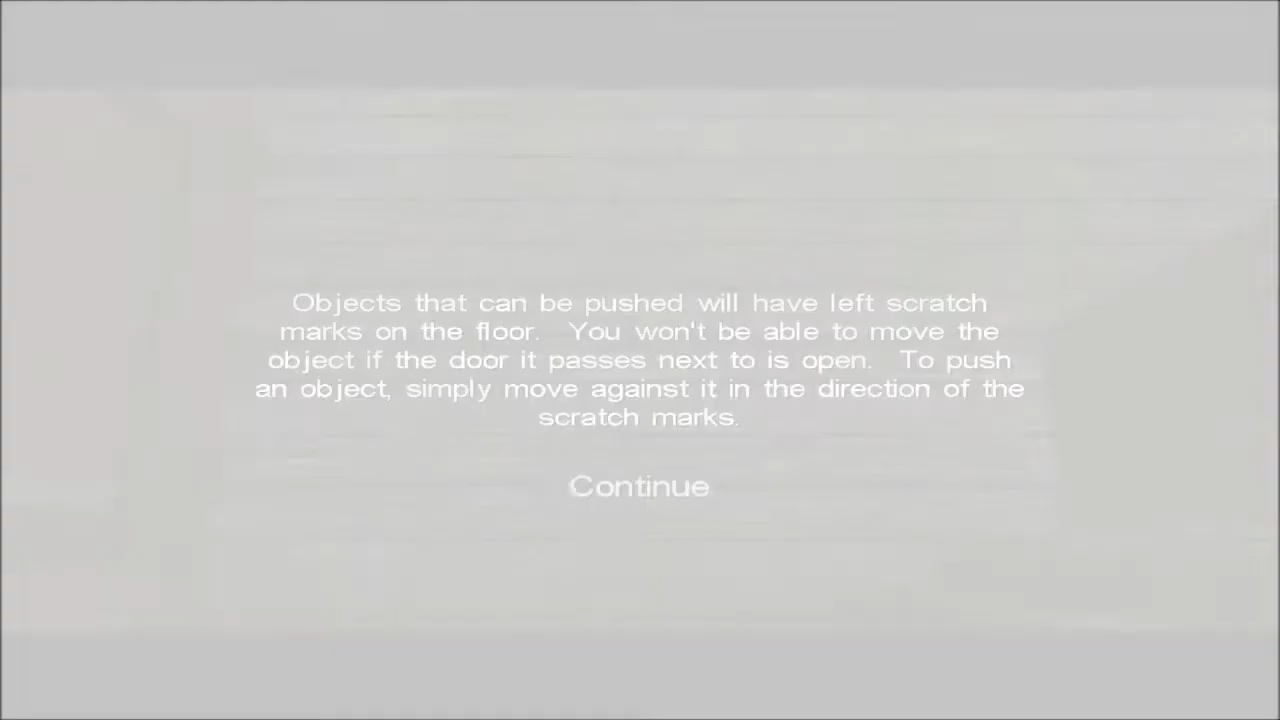 Objects that can be pushed will have left scratch
marks on the floor.  You won't be able to move the
object if the door it passes next to is open.  To push
an object, simply move against it in the direction of the
scratch marks.
Continue